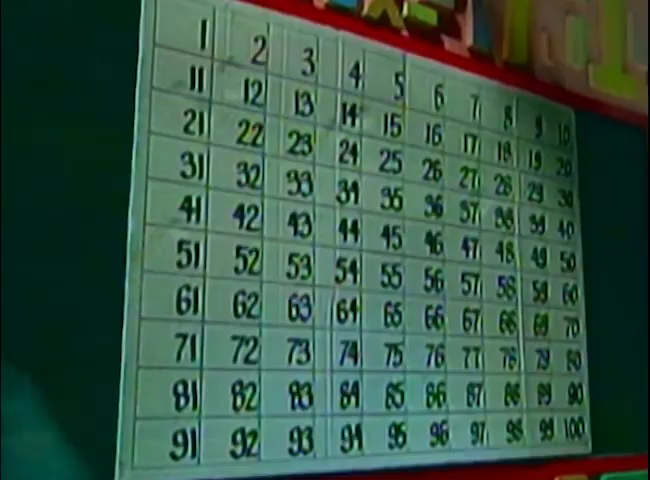 1 2 3 4 5 6 7 8 9 10
11 12 13 14 15 16 17 18 19 20
21 22 23 24 25 26 27 28 29 30
31 32 33 34 35 36 37 38 39 40
41 42 43 44 45 46 47 48 49 50
51 52 53 54 55 56 57 58 59 60
61 62 63 64 65 66 67 68 69 70
71 72 73 74 75 76 77 78 79 80
81 82 83 84 85 86 87 88 89 90
91 92 93 94 95 96 97 98 99 100